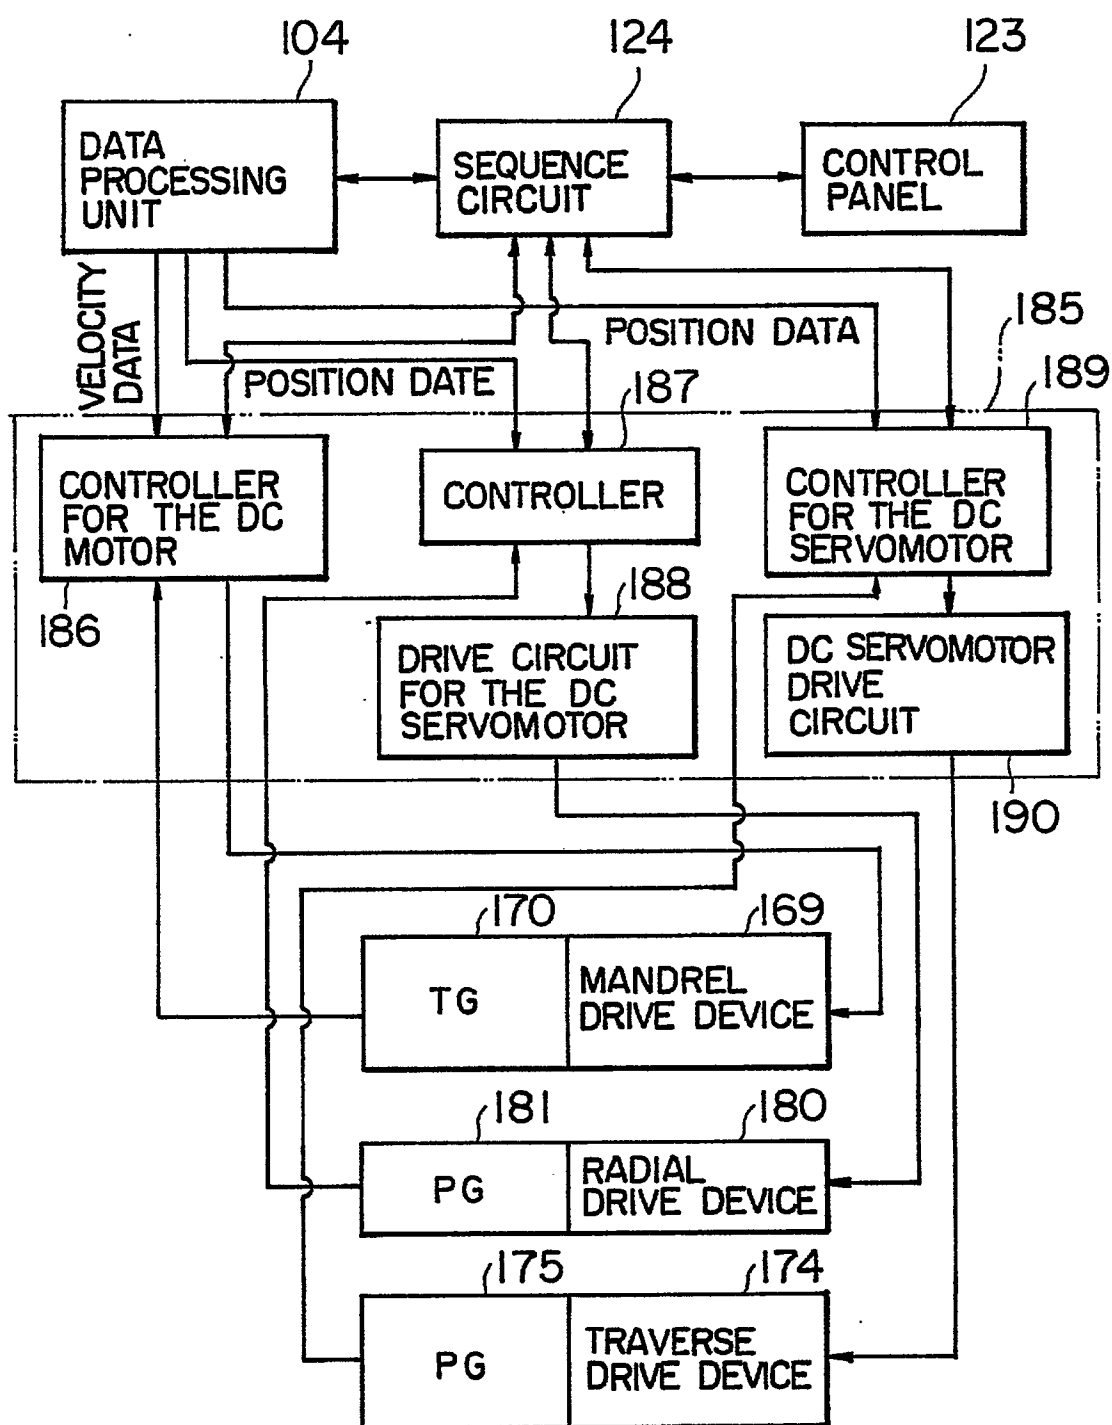 104
124
123
DATA
PROCESSING
UNIT
SEQUENCE
CIRCUIT
CONTROL
PANEL
VELOCITY
DATA
POSITION DATA
POSITION DATE
185
187
189
CONTROLLER
FOR THE DC
MOTOR
CONTROLLER
CONTROLLER
FOR THE DC
SERVOMOTOR
186
188
DRIVE CIRCUIT
FOR THE DC
SERVOMOTOR
DC SERVOMOTOR
DRIVE
CIRCUIT
190
170
169
TG
MANDREL
DRIVE DEVICE
181
180
PG
RADIAL
DRIVE DEVICE
175
174
PG
TRAVERSE
DRIVE DEVICE